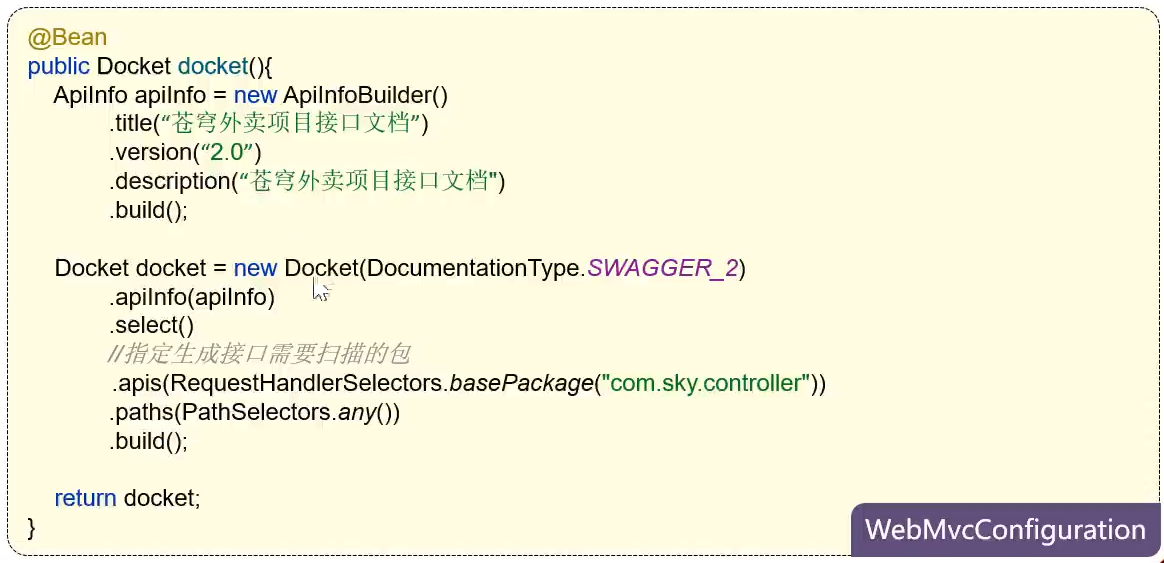 @Bean
public Docket docket(){
ApiInfo apiInfo = new ApiInfoBuilder()
.title(“苍穹外卖项目接口文档”)
.version(“2.0”)
.description(“苍穹外卖项目接口文档")
.build();
Docket docket = new Docket(DocumentationType.SWAGGER_2)
.apiInfo(apiInfo)
.select()
//指定生成接口需要扫描的包
.apis(RequestHandlerSelectors.basePackage("com.sky.controller"))
.paths(PathSelectors.any())
.build();
return docket;
}
WebMvcConfiguration